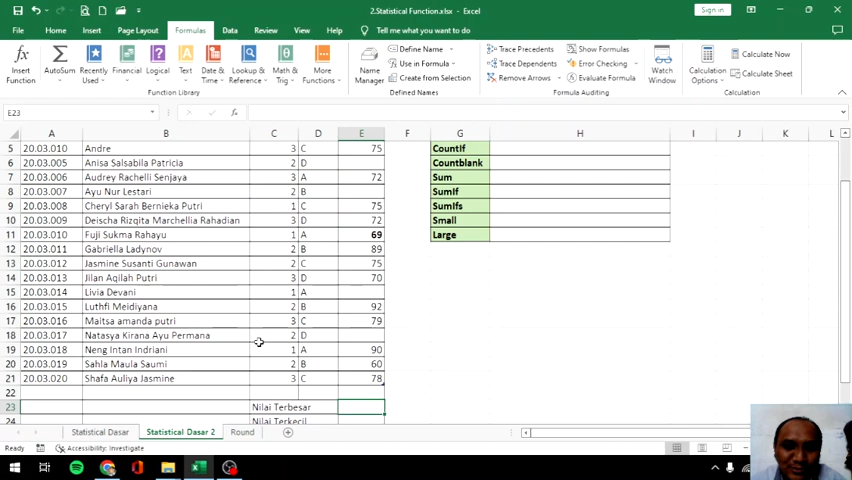 2.Statistical Function.xlsx - Excel
Sign in
File Home Insert Page Layout Formulas Data Review View Help Tell me what you want to do
Insert Function
AutoSum
Recently Used
Financial
Logical
Text
Date & Time
Lookup & Reference
Math & Trig
More Functions
Function Library
Name Manager
Define Name
Use in Formula
Create from Selection
Defined Names
Trace Precedents
Trace Dependents
Remove Arrows
Show Formulas
Error Checking
Evaluate Formula
Formula Auditing
Watch Window
Calculation Options
Calculate Now
Calculate Sheet
Calculation
E23 fx
A B C D E F G H I J K L
5 20.03.010 Andre 3 C 75 CountIf
6 20.03.005 Anisa Salsabila Patricia 2 D Countblank
7 20.03.006 Audrey Rachelli Senjaya 3 A 72 Sum
8 20.03.007 Ayu Nur Lestari 2 B SumIf
9 20.03.008 Cheryl Sarah Bernieka Putri 1 C 75 SumIfs
10 20.03.009 Deischa Rizqita Marchellia Rahadian 3 D 72 Small
11 20.03.010 Fuji Sukma Rahayu 1 A 69 Large
12 20.03.011 Gabriella Ladynov 2 B 89
13 20.03.012 Jasmine Susanti Gunawan 2 C 75
14 20.03.013 Jilan Aqilah Putri 3 D 70
15 20.03.014 Livia Devani 1 A
16 20.03.015 Luthfi Meidiyana 2 B 92
17 20.03.016 Maitsa amanda putri 3 C 79
18 20.03.017 Natasya Kirana Ayu Permana 2 D
19 20.03.018 Neng Intan Indriani 1 A 90
20 20.03.019 Sahla Maula Saumi 2 B 60
21 20.03.020 Shafa Auliya Jasmine 3 C 78
22
23 Nilai Terbesar
24 Nilai Terkecil
Statistical Dasar Statistical Dasar 2 Round
Ready Accessibility: Investigate